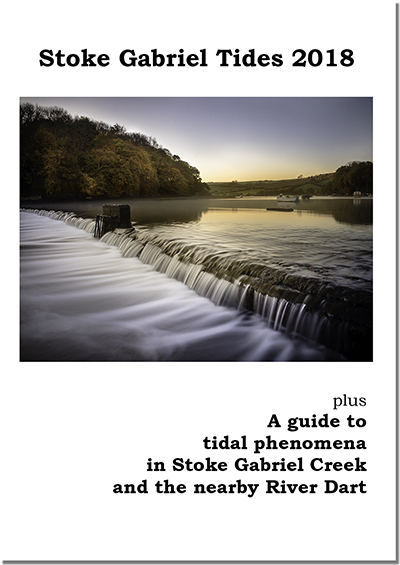 Stoke Gabriel Tides 2018
plus
A guide to
tidal phenomena
in Stoke Gabriel Creek
and the nearby River Dart